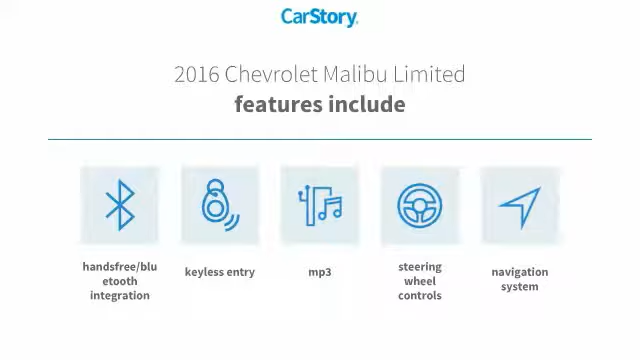 CarStory.
2016 Chevrolet Malibu Limited
features include
handsfree/blu
etooth
integration
keyless entry
mp3
steering
wheel
controls
navigation
system